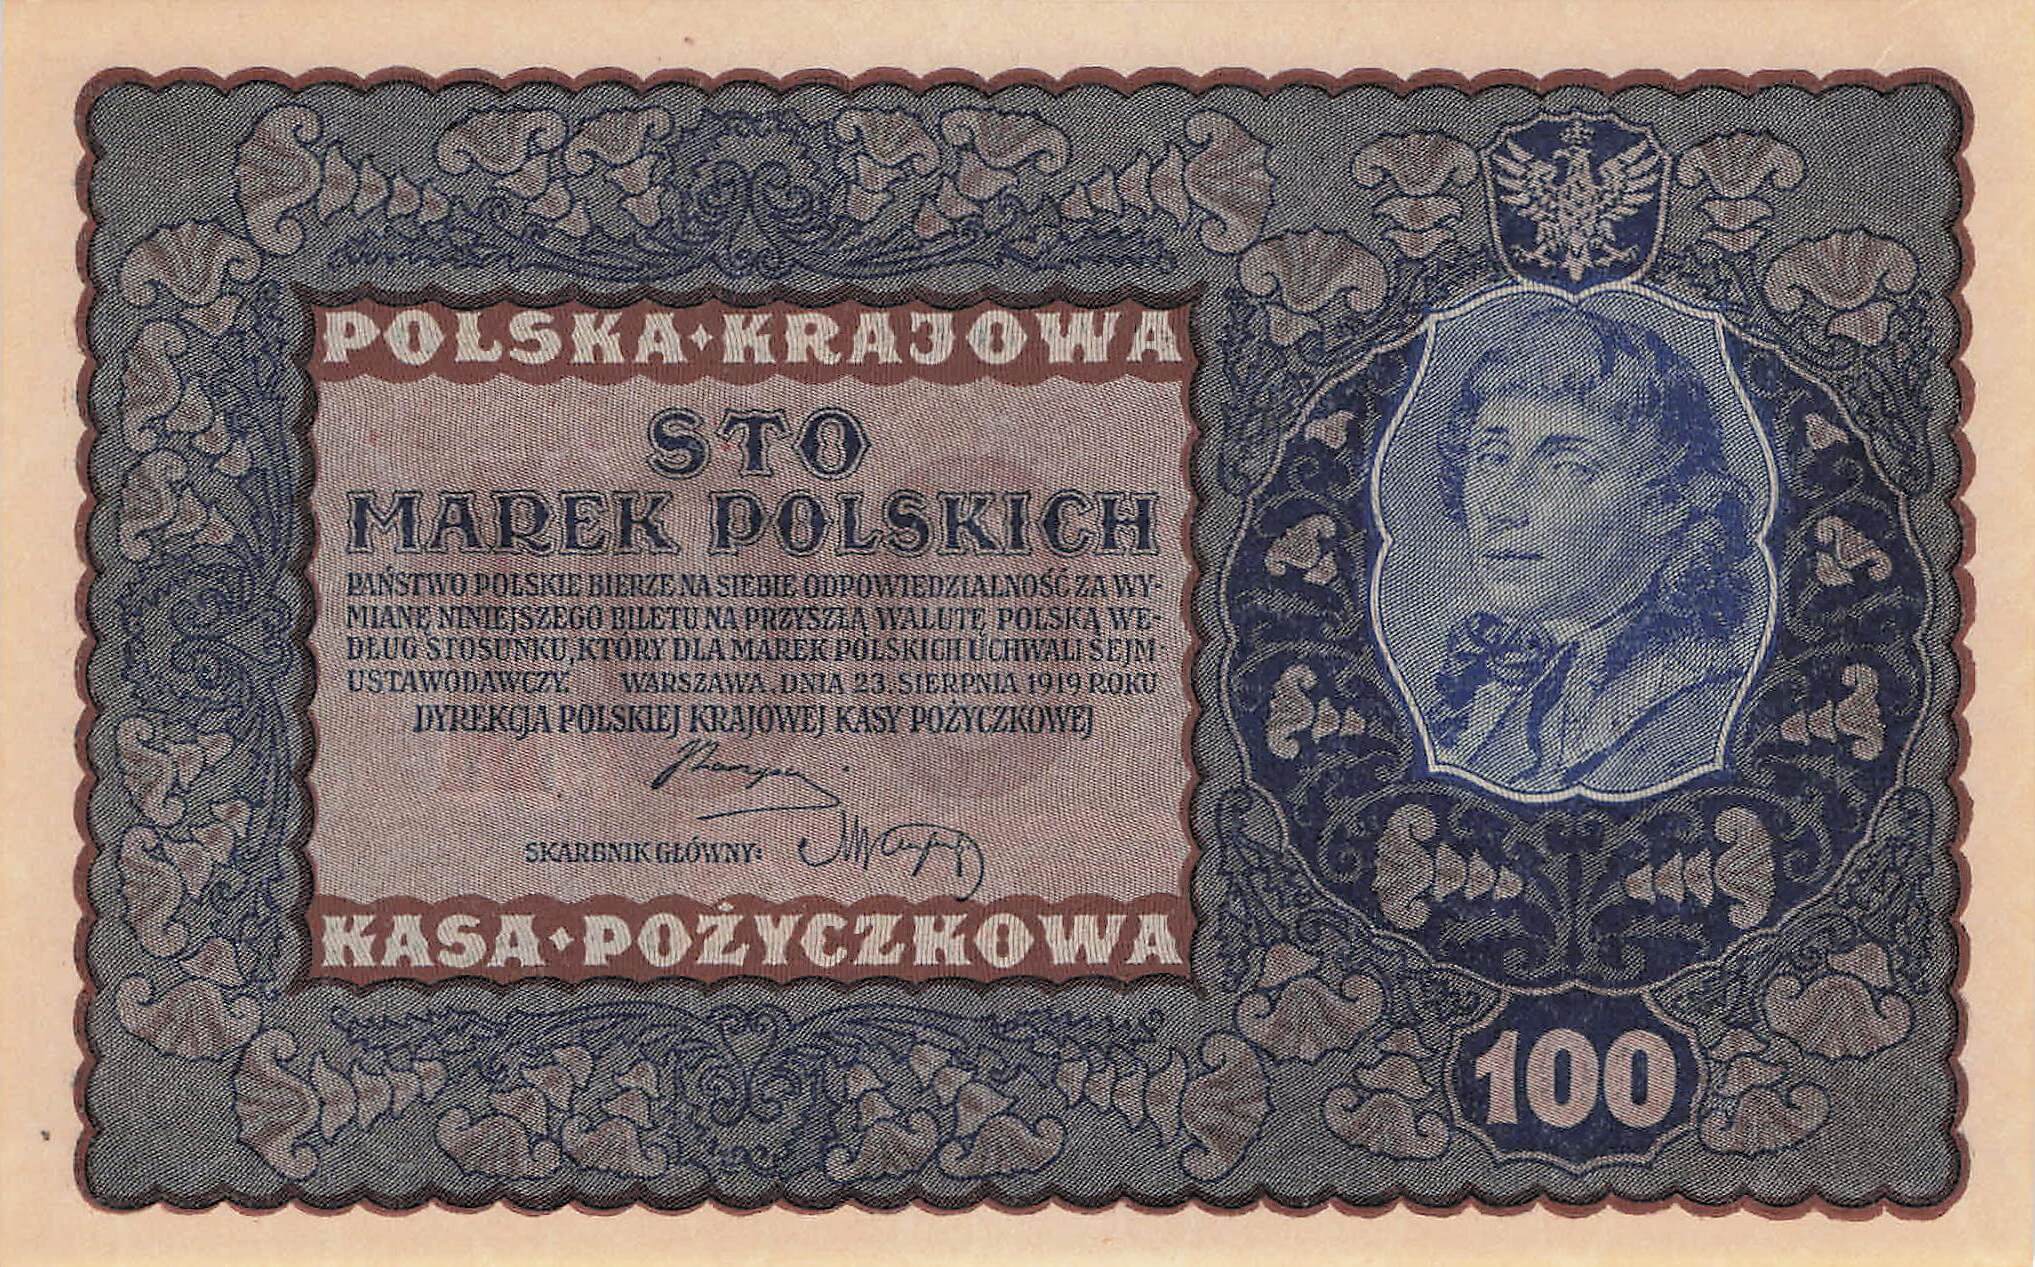 POLSKA·KRAJOWA
STO
MAREK POLSKICH
PAŃSTWO POLSKIE BIERZE NA SIEBIE ODPOWIEDZIALNOŚĆ ZA WY-
MIANĘ NINIEJSZEGO BILETU NA PRZYSZŁĄ WALUTĘ POLSKĄ WE-
DŁUG STOSUNKU, KTÓRY DLA MAREK POLSKICH UCHWALI SEJM-
USTAWODAWCZY. WARSZAWA, DNIA 23. SIERPNIA 1919 ROKU
DYREKCJA POLSKIEJ KRAJOWEJ KASY POŻYCZKOWEJ
SKARBNIK GŁÓWNY:
KASA·POŻYCZKOWA
100